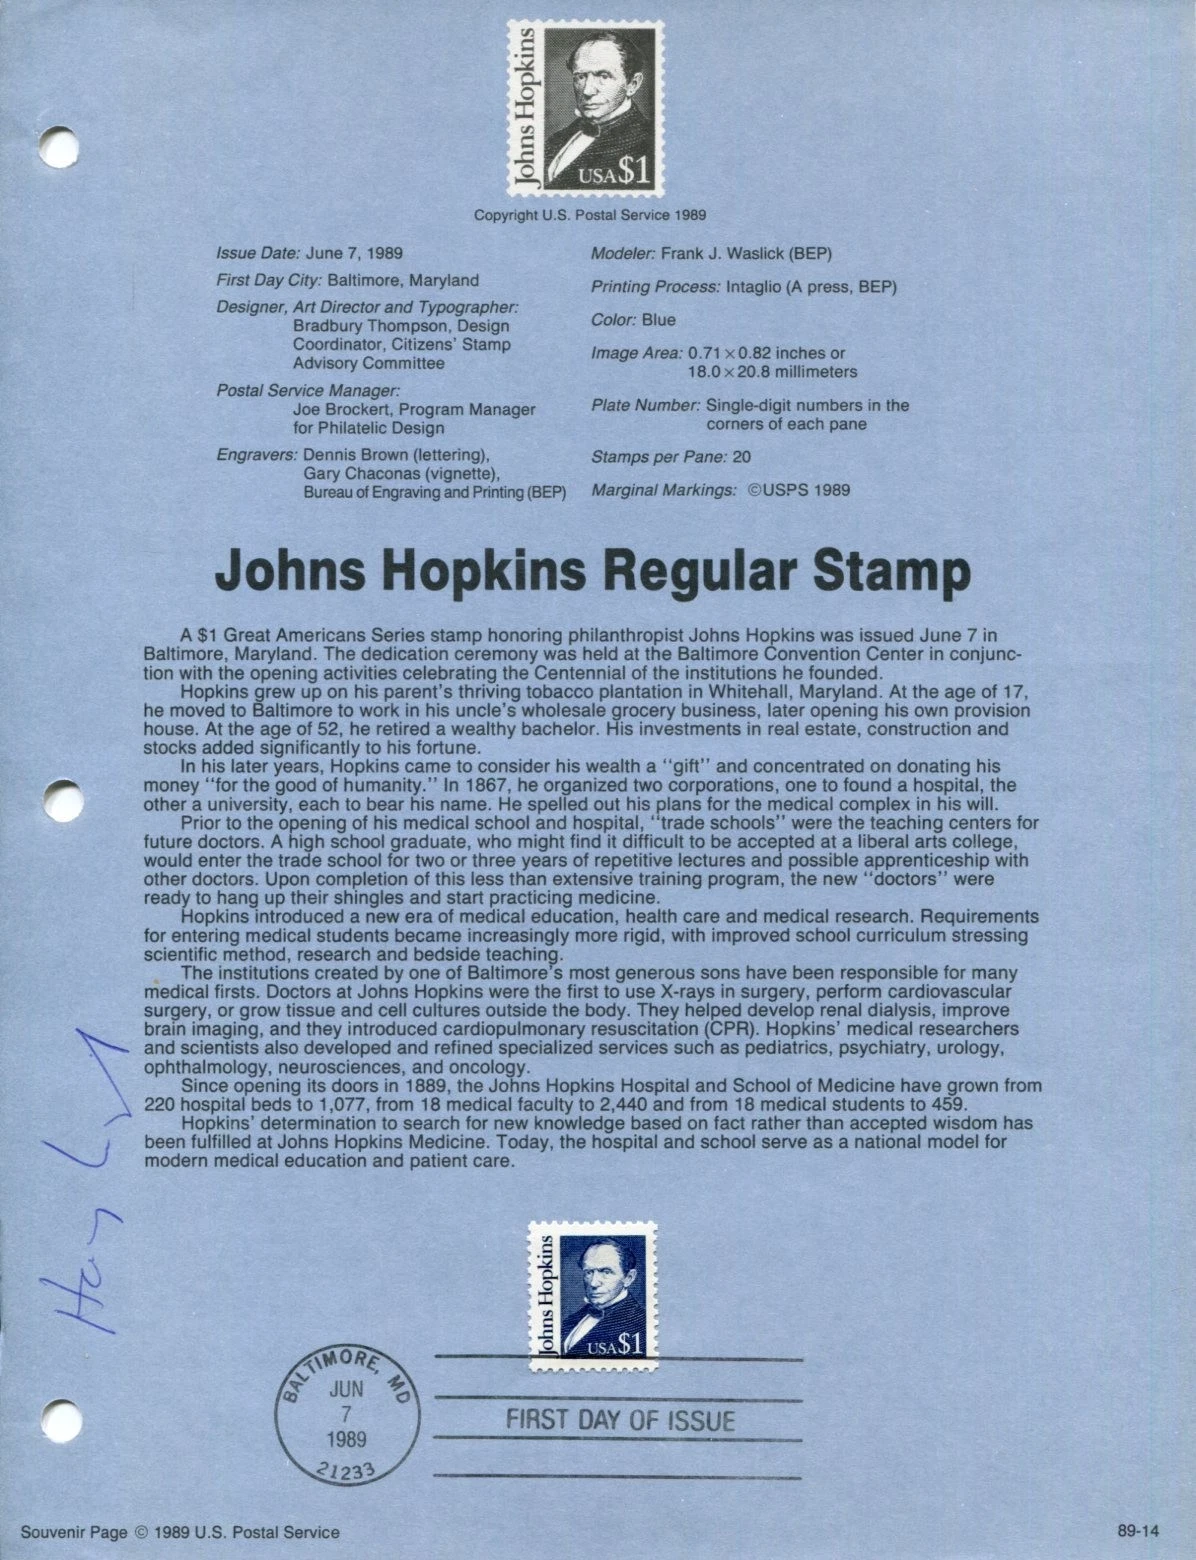 Johns Hopkins
USA $1
Copyright U.S. Postal Service 1989
Issue Date: June 7, 1989
First Day City: Baltimore, Maryland
Designer, Art Director and Typographer:
Bradbury Thompson, Design
Coordinator, Citizens' Stamp
Advisory Committee
Postal Service Manager:
Joe Brockert, Program Manager
for Philatelic Design
Engravers: Dennis Brown (lettering),
Gary Chaconas (vignette),
Bureau of Engraving and Printing (BEP)
Modeler: Frank J. Waslick (BEP)
Printing Process: Intaglio (A press, BEP)
Color: Blue
Image Area: 0.71 × 0.82 inches or
18.0 × 20.8 millimeters
Plate Number: Single-digit numbers in the
corners of each pane
Stamps per Pane: 20
Marginal Markings: ©USPS 1989
Johns Hopkins Regular Stamp
A $1 Great Americans Series stamp honoring philanthropist Johns Hopkins was issued June 7 in
Baltimore, Maryland. The dedication ceremony was held at the Baltimore Convention Center in conjunc-
tion with the opening activities celebrating the Centennial of the institutions he founded.
Hopkins grew up on his parent's thriving tobacco plantation in Whitehall, Maryland. At the age of 17,
he moved to Baltimore to work in his uncle's wholesale grocery business, later opening his own provision
house. At the age of 52, he retired a wealthy bachelor. His investments in real estate, construction and
stocks added significantly to his fortune.
In his later years, Hopkins came to consider his wealth a "gift" and concentrated on donating his
money "for the good of humanity." In 1867, he organized two corporations, one to found a hospital, the
other a university, each to bear his name. He spelled out his plans for the medical complex in his will.
Prior to the opening of his medical school and hospital, "trade schools" were the teaching centers for
future doctors. A high school graduate, who might find it difficult to be accepted at a liberal arts college,
would enter the trade school for two or three years of repetitive lectures and possible apprenticeship with
other doctors. Upon completion of this less than extensive training program, the new "doctors" were
ready to hang up their shingles and start practicing medicine.
Hopkins introduced a new era of medical education, health care and medical research. Requirements
for entering medical students became increasingly more rigid, with improved school curriculum stressing
scientific method, research and bedside teaching.
The institutions created by one of Baltimore's most generous sons have been responsible for many
medical firsts. Doctors at Johns Hopkins were the first to use X-rays in surgery, perform cardiovascular
surgery, or grow tissue and cell cultures outside the body. They helped develop renal dialysis, improve
brain imaging, and they introduced cardiopulmonary resuscitation (CPR). Hopkins' medical researchers
and scientists also developed and refined specialized services such as pediatrics, psychiatry, urology,
ophthalmology, neurosciences, and oncology.
Since opening its doors in 1889, the Johns Hopkins Hospital and School of Medicine have grown from
220 hospital beds to 1,077, from 18 medical faculty to 2,440 and from 18 medical students to 459.
Hopkins' determination to search for new knowledge based on fact rather than accepted wisdom has
been fulfilled at Johns Hopkins Medicine. Today, the hospital and school serve as a national model for
modern medical education and patient care.
Johns Hopkins
USA $1
BALTIMORE, MD
JUN
7
1989
21233
FIRST DAY OF ISSUE
Souvenir Page © 1989 U.S. Postal Service
89-14